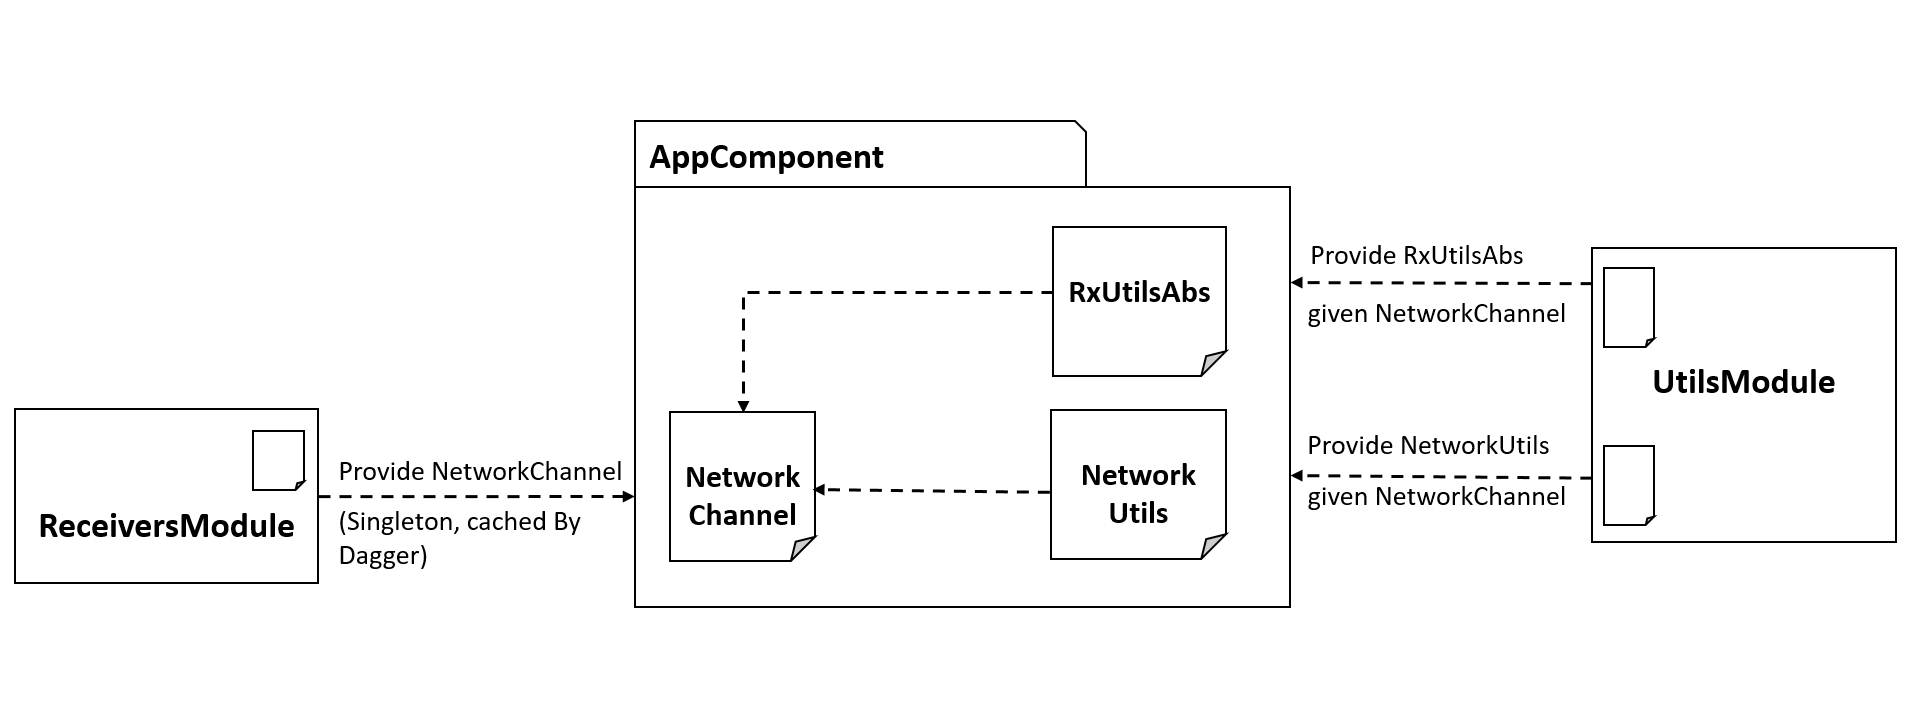 AppComponent
RxUtilsAbs
Network
Channel
Network
Utils
ReceiversModule
Provide NetworkChannel
(Singleton, cached By
Dagger)
Provide RxUtilsAbs
given NetworkChannel
Provide NetworkUtils
given NetworkChannel
UtilsModule